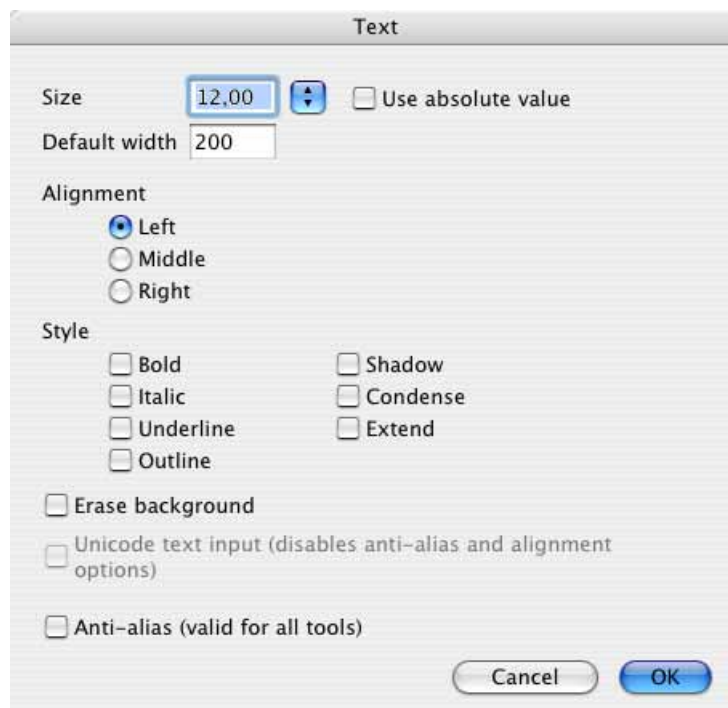 Text
Size 12,00 Use absolute value
Default width 200
Alignment
Left
Middle
Right
Style
Bold Shadow
Italic Condense
Underline Extend
Outline
Erase background
Unicode text input (disables anti-alias and alignment
options)
Anti-alias (valid for all tools)
Cancel OK